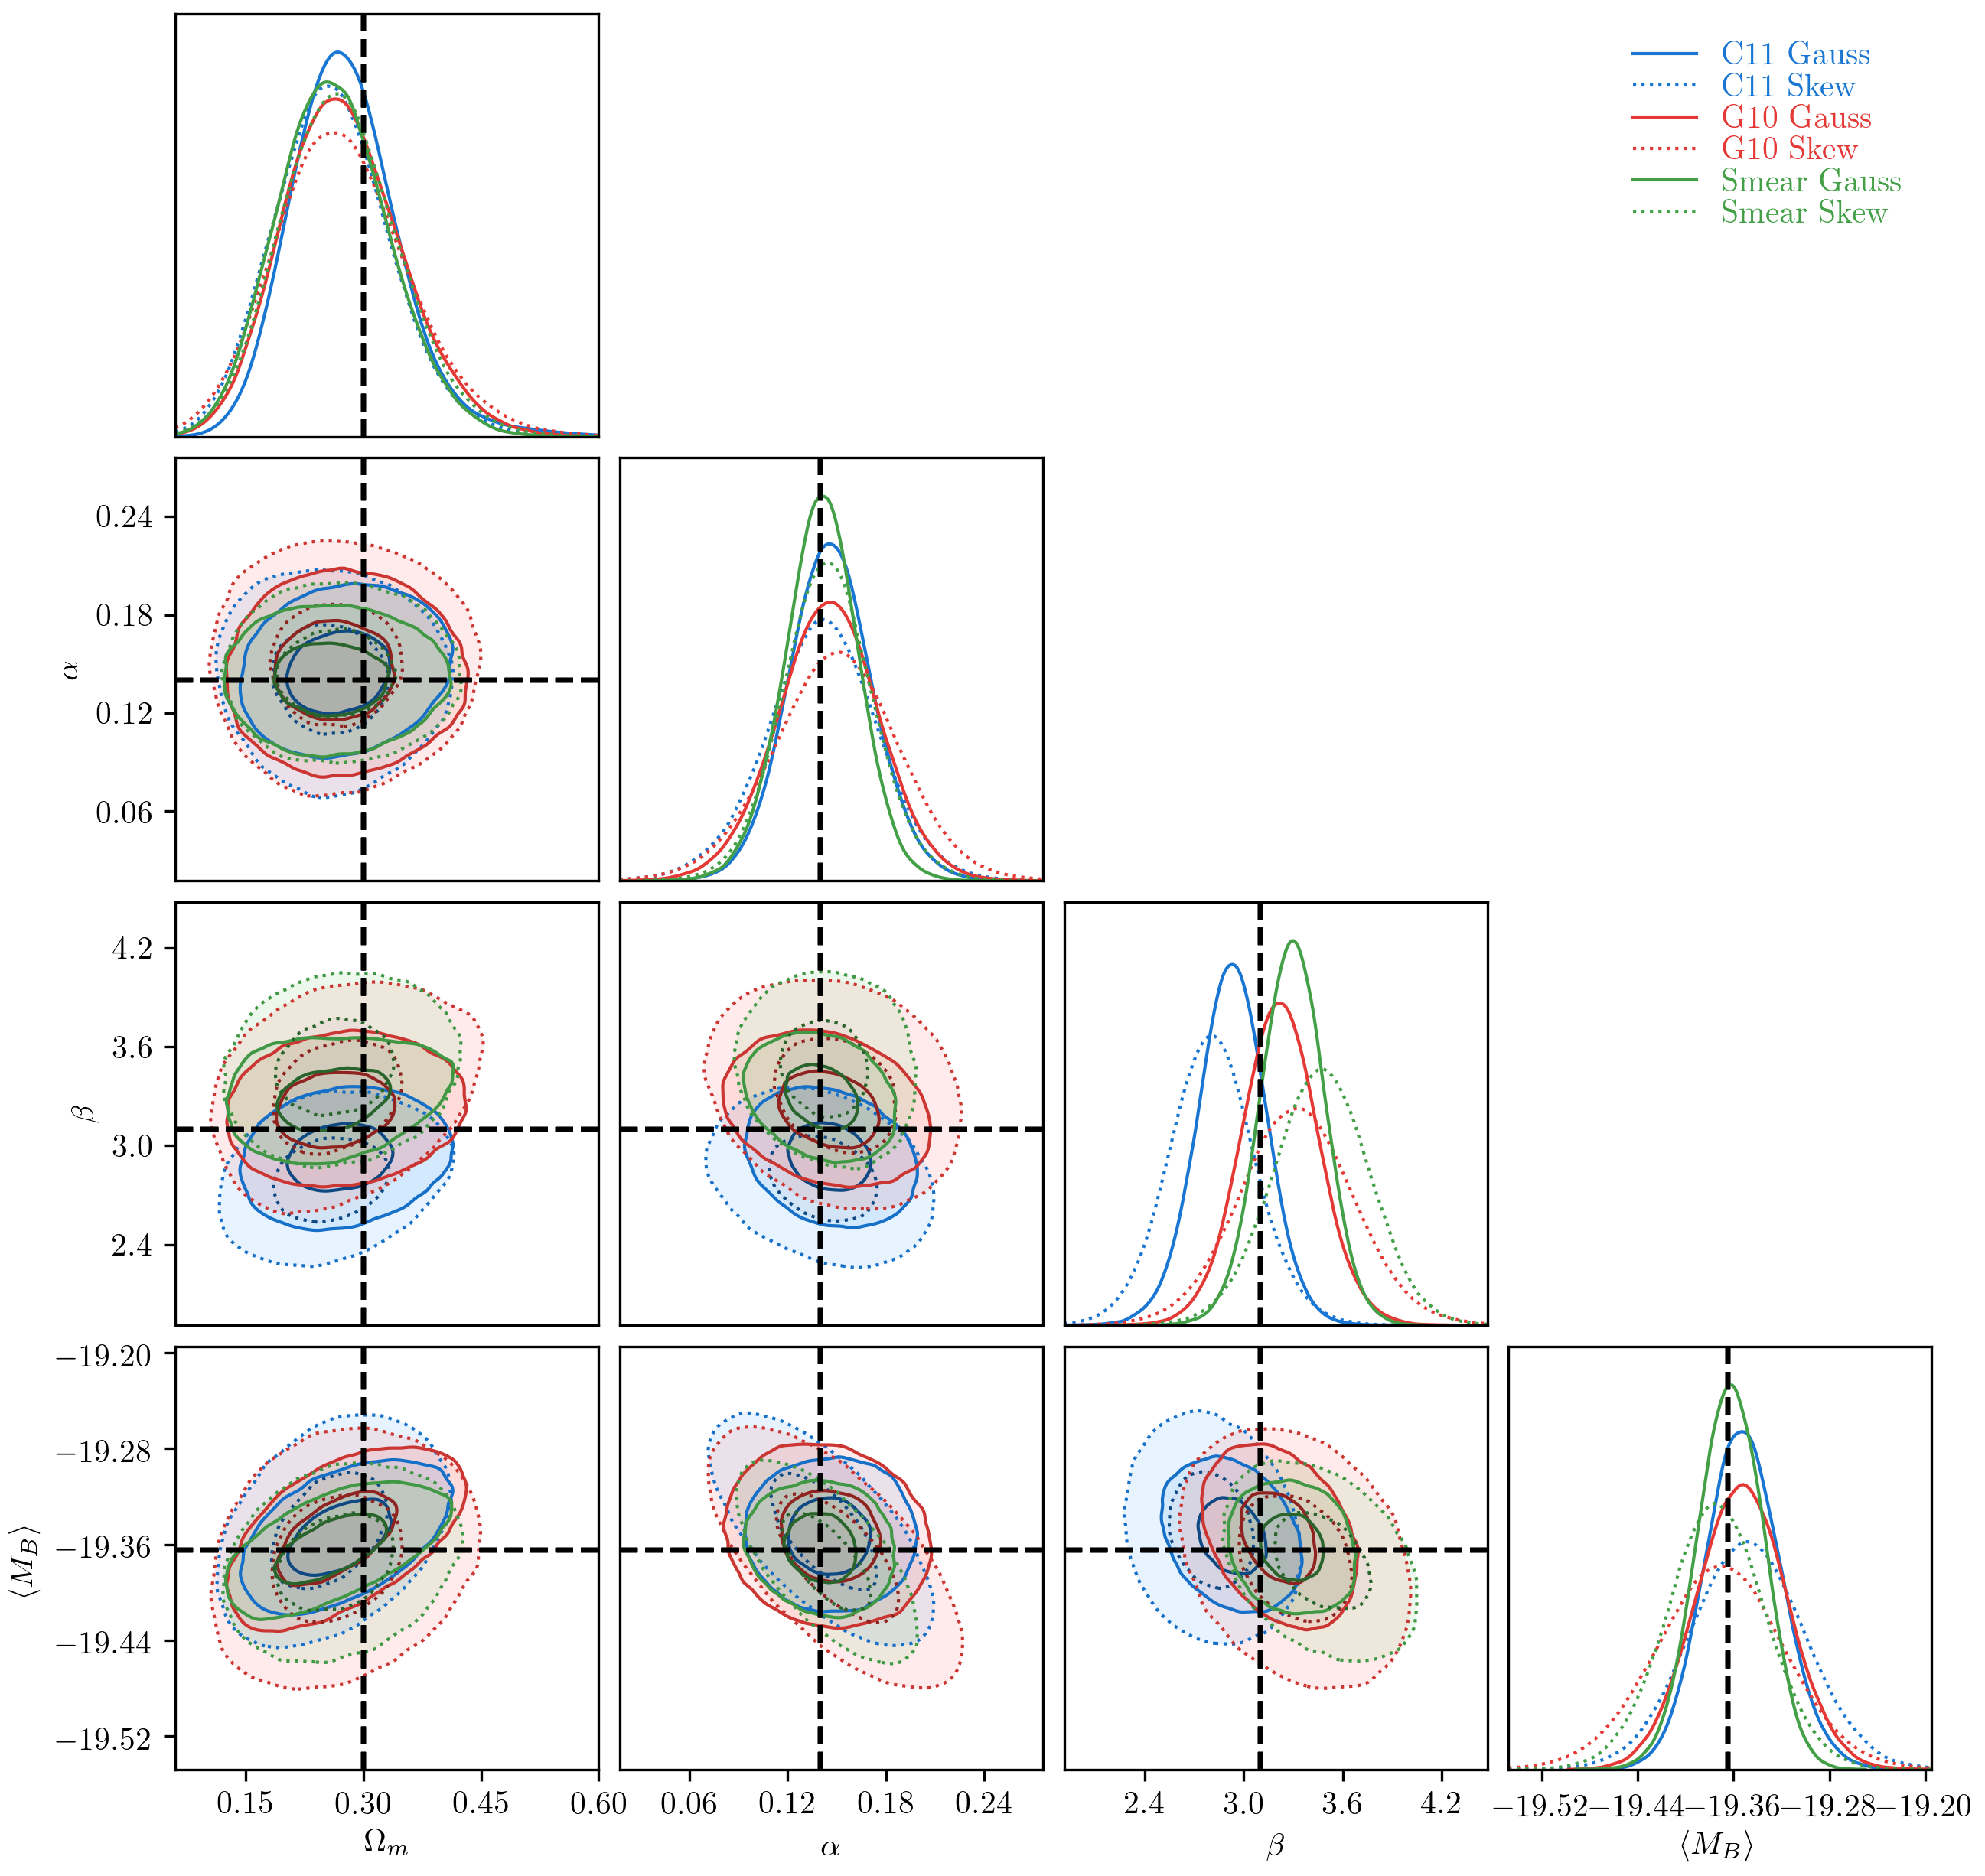 C11 Gauss
C11 Skew
G10 Gauss
G10 Skew
Smear Gauss
Smear Skew
0.24
0.18
α
0.12
0.06
4.2
3.6
β
3.0
2.4
−19.20
−19.28
−19.36
⟨M_B⟩
−19.44
−19.52
0.15 0.30 0.45 0.60 0.06 0.12 0.18 0.24 2.4 3.0 3.6 4.2 −19.52 −19.44 −19.36 −19.28 −19.20
Ω_m α β ⟨M_B⟩